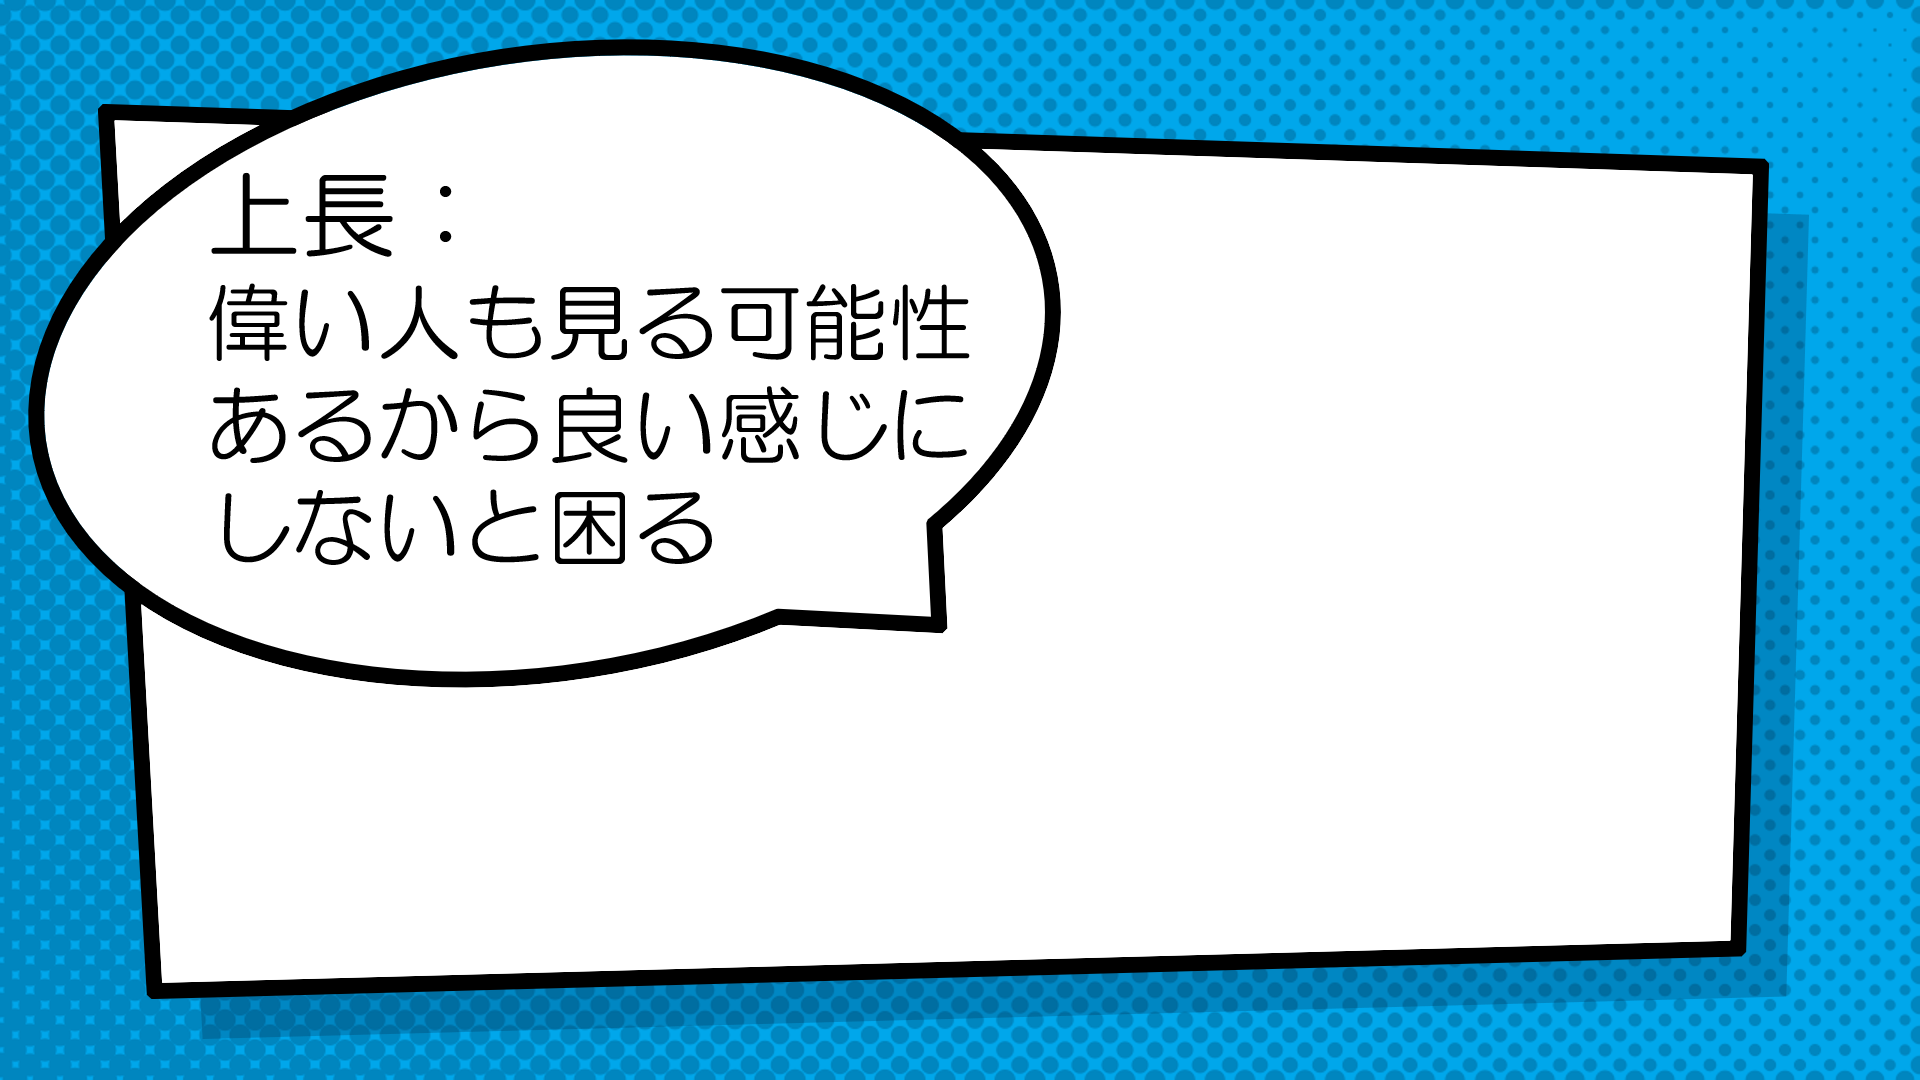 上長：
偉い人も見る可能性
あるから良い感じに
しないと困る